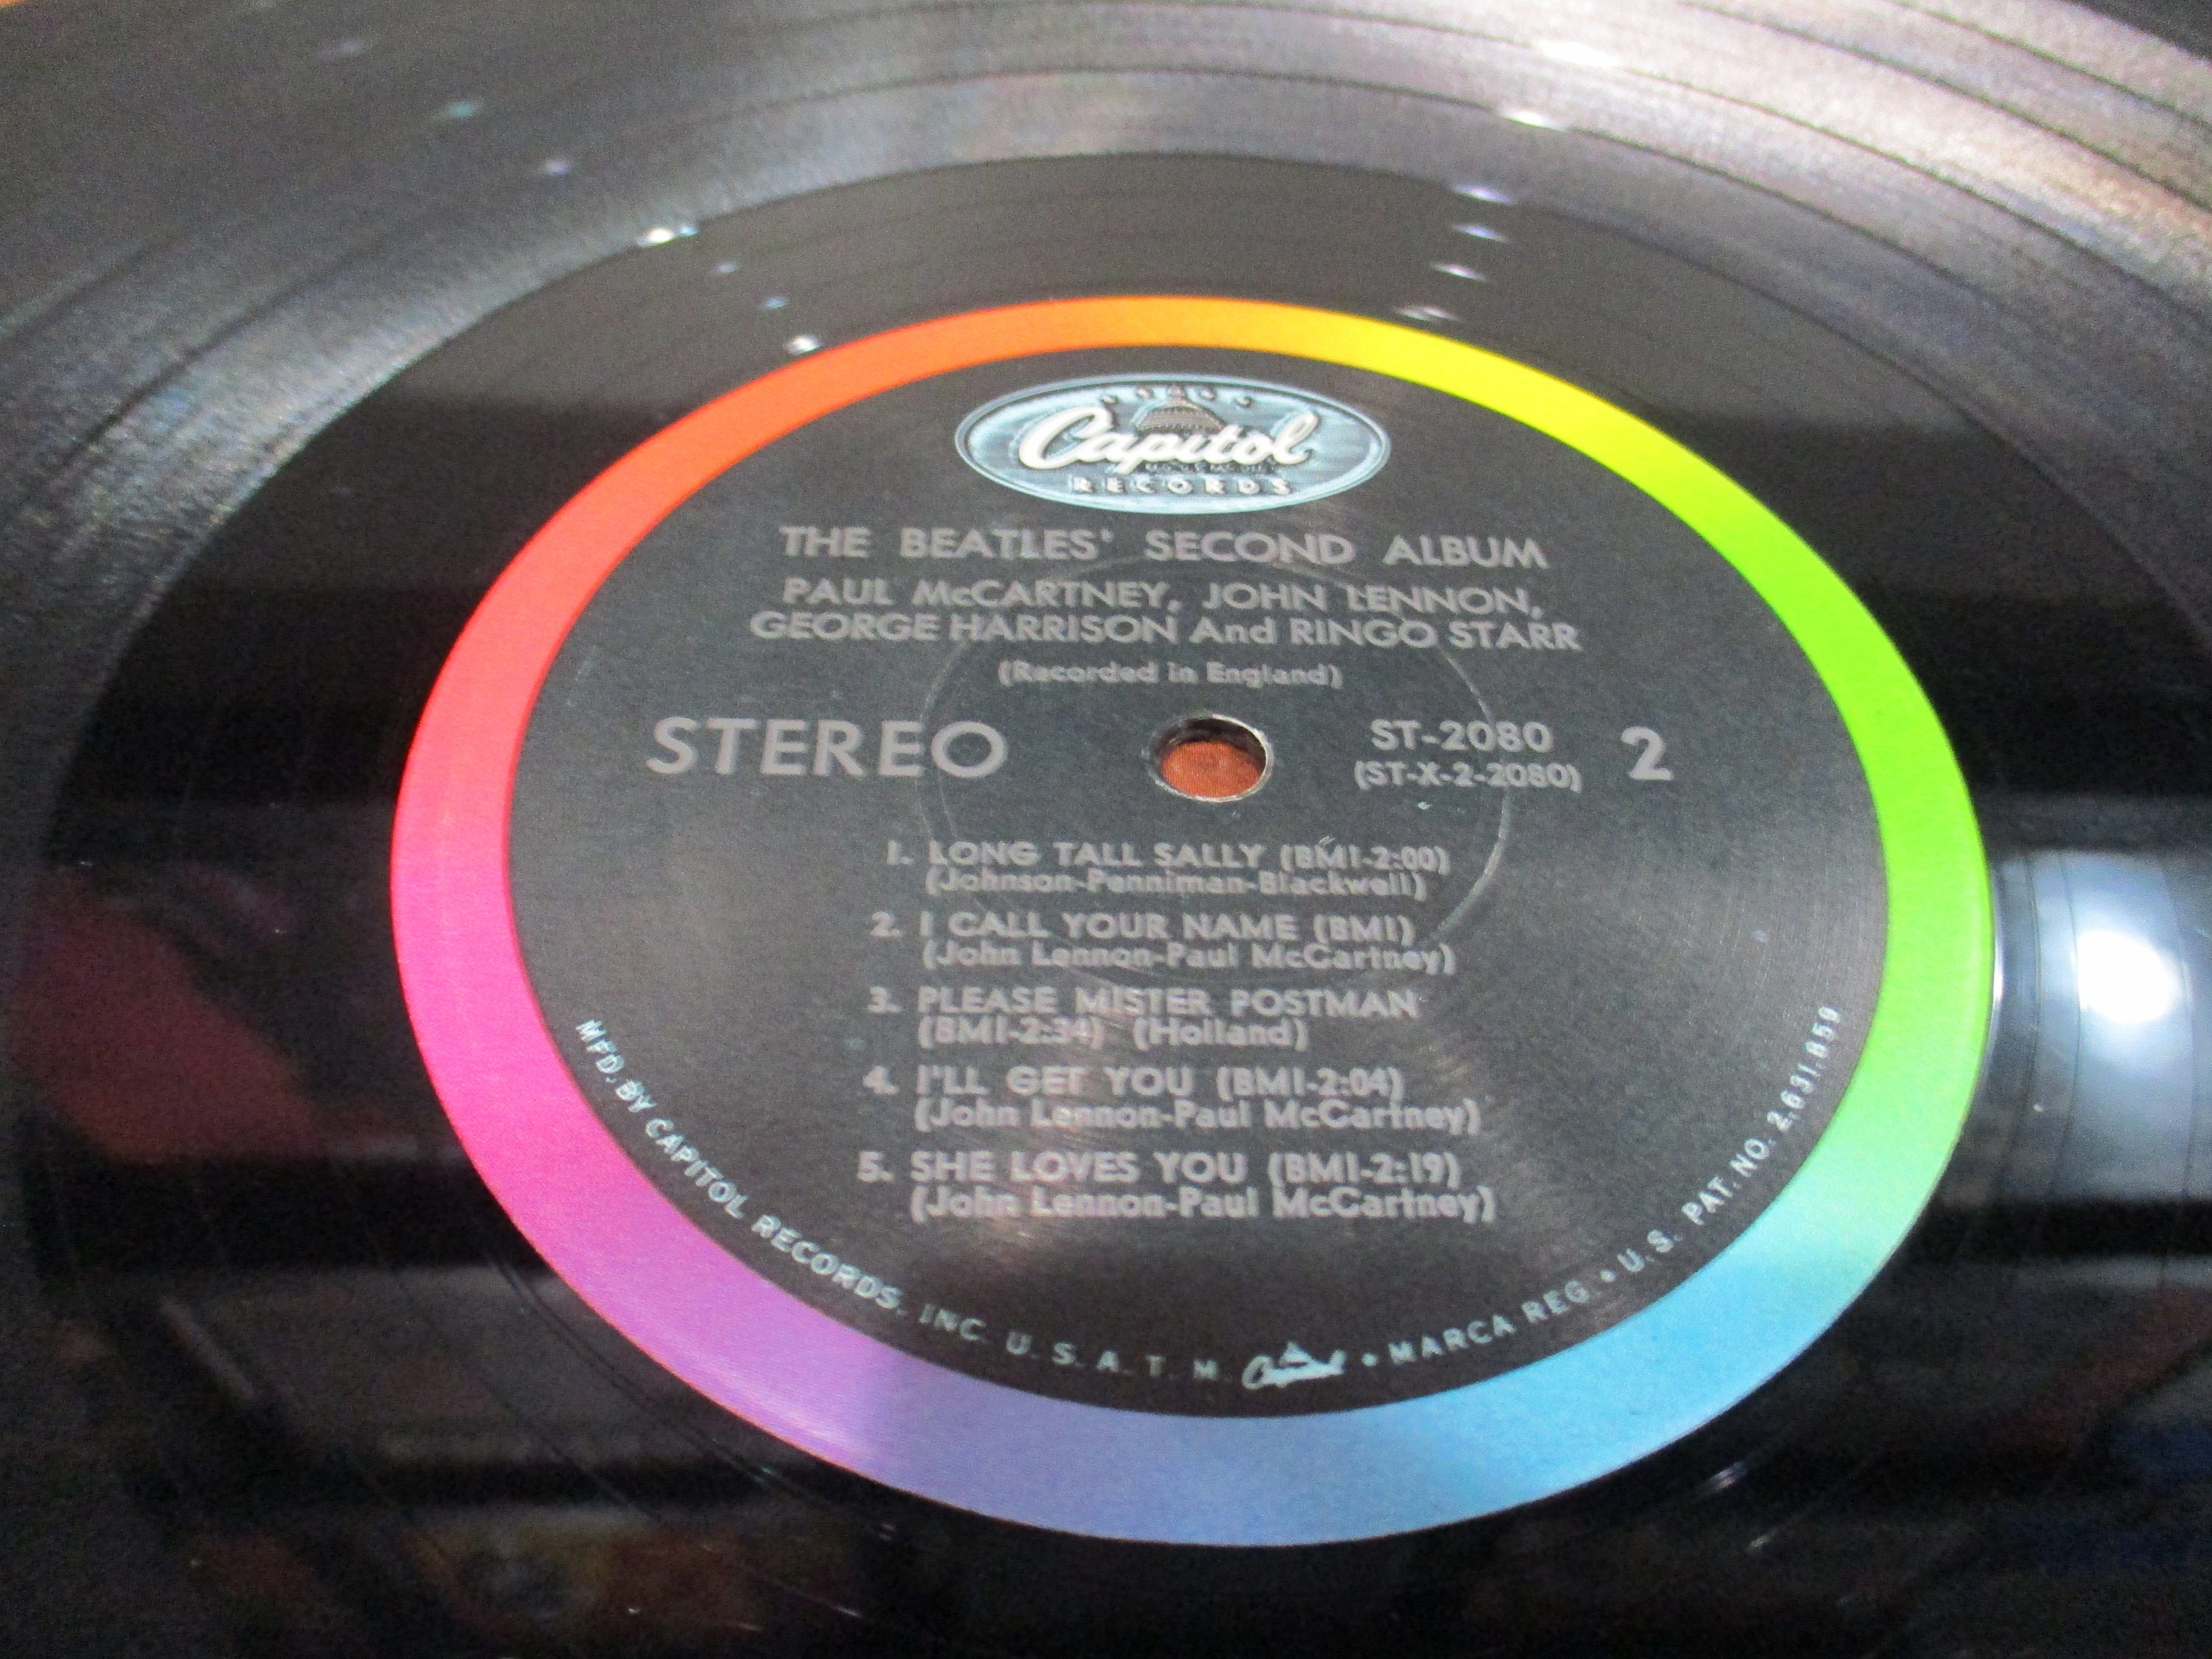 Capitol
RECORDS
THE BEATLES' SECOND ALBUM
PAUL McCARTNEY, JOHN LENNON,
GEORGE HARRISON And RINGO STARR
(Recorded in England)
STEREO
ST-2080
(ST-X-2-2080)
2
1. LONG TALL SALLY (BMI-2:00)
(Johnson-Penniman-Blackwell)
2. I CALL YOUR NAME (BMI)
(John Lennon-Paul McCartney)
3. PLEASE MISTER POSTMAN
(BMI-2:34) (Holland)
4. I'LL GET YOU (BMI-2:04)
(John Lennon-Paul McCartney)
5. SHE LOVES YOU (BMI-2:19)
(John Lennon-Paul McCartney)
MFD. BY CAPITOL RECORDS, INC. U. S. A. T. M. Capitol • MARCA REG. • U. S. PAT. NO. 2,631,859